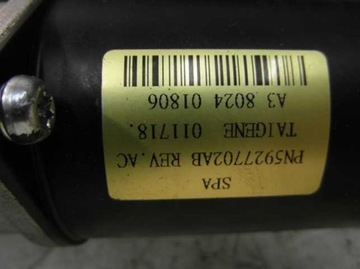 SPA
PN5927702AB REV.AC
TAIGENE 011718.
A3 8024 01806